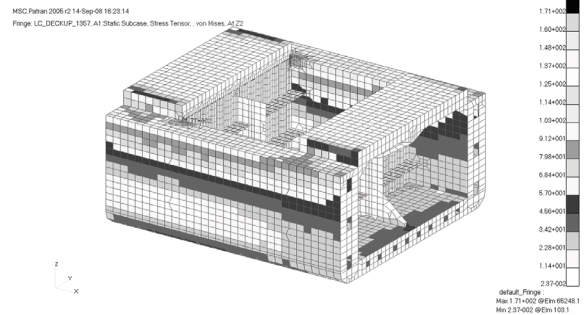 MSC.Patran 2005 r2 14-Sep-08 16:23:14
Fringe: LC_DECKUP_1357, A1:Static Subcase, Stress Tensor, , von Mises, At Z2
1.71+002
1.60+002
1.48+002
1.37+002
1.25+002
1.14+002
1.03+002
9.12+001
7.98+001
6.84+001
5.70+001
4.56+001
3.42+001
2.28+001
1.14+001
2.37-002
Z
Y
X
default_Fringe :
Max 1.71+002 @Elm 65248.1
Min 2.37-002 @Elm 103.1